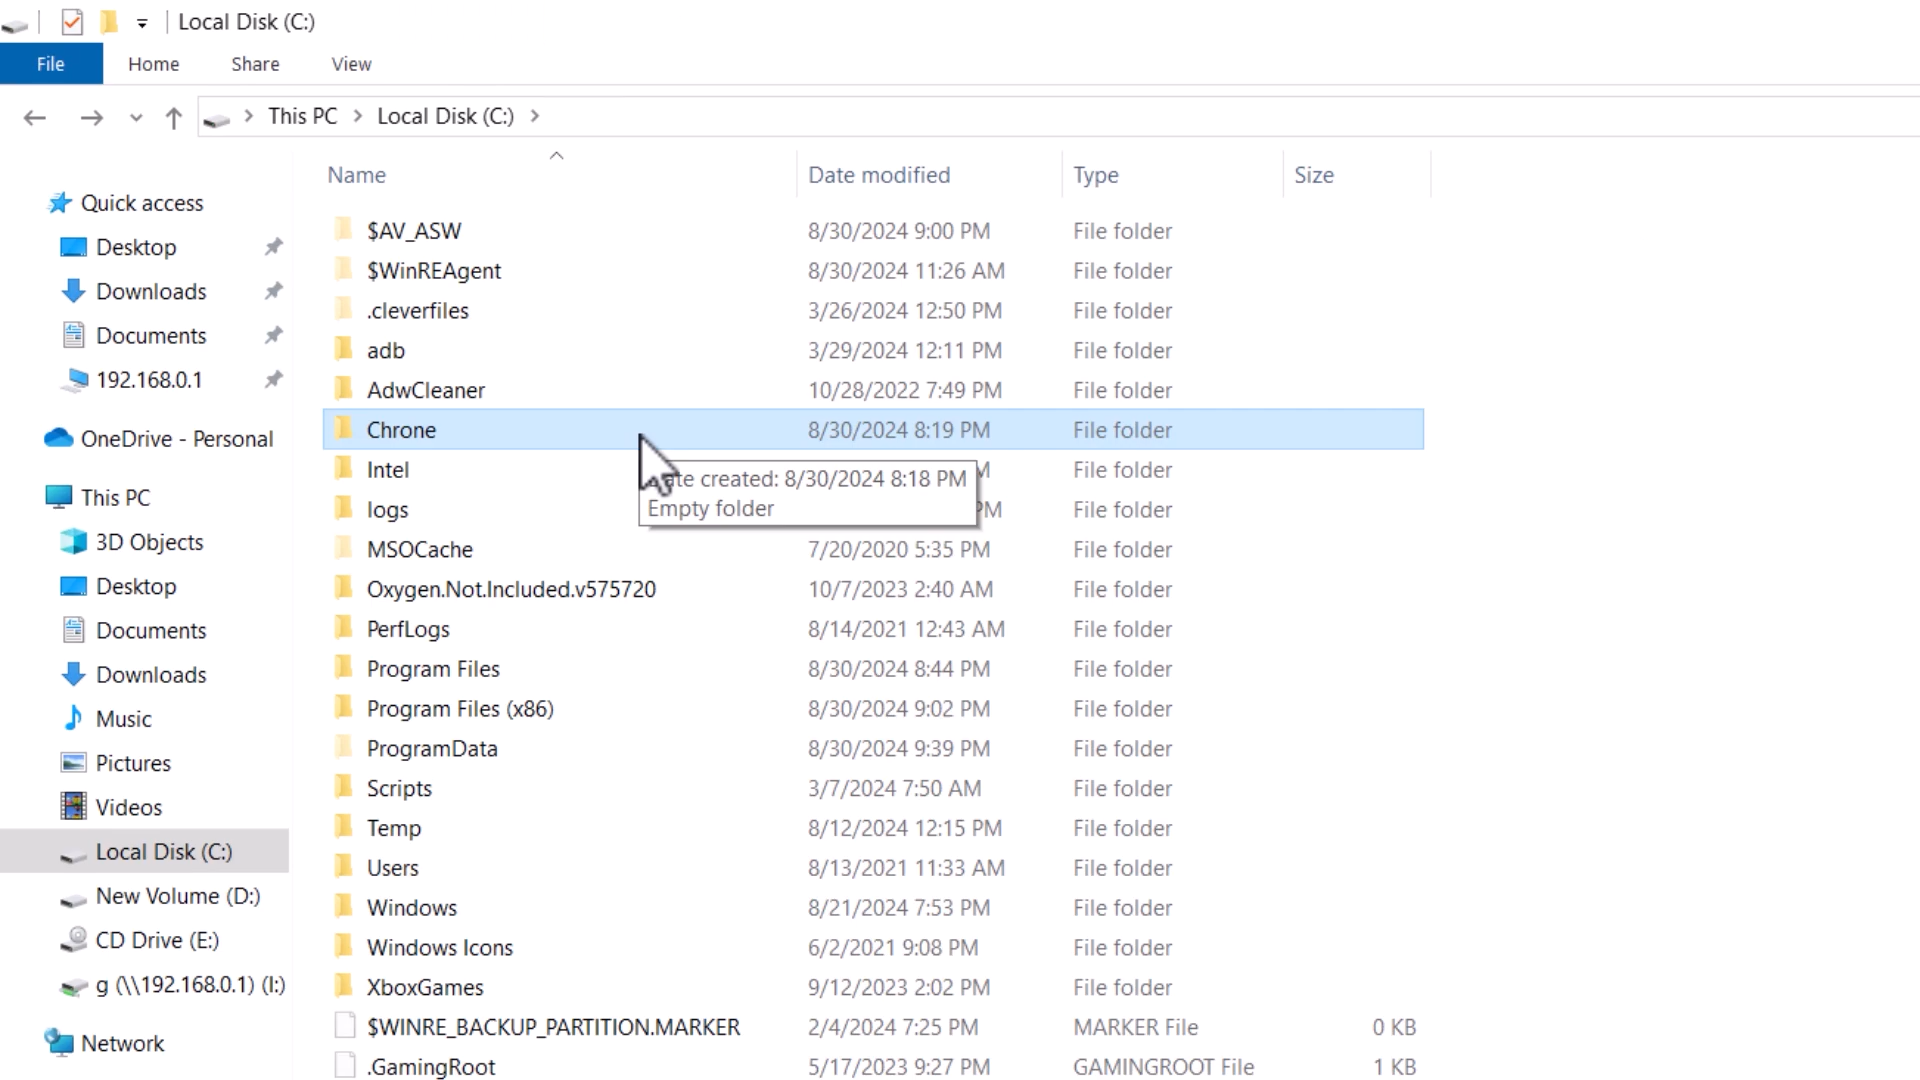 Local Disk (C:)
File Home Share View
This PC Local Disk (C:)
Name Date modified Type Size
Quick access
Desktop
Downloads
Documents
192.168.0.1
OneDrive - Personal
This PC
3D Objects
Desktop
Documents
Downloads
Music
Pictures
Videos
Local Disk (C:)
New Volume (D:)
CD Drive (E:)
g (\\192.168.0.1) (I:)
Network
$AV_ASW 8/30/2024 9:00 PM File folder
$WinREAgent 8/30/2024 11:26 AM File folder
.cleverfiles 3/26/2024 12:50 PM File folder
adb 3/29/2024 12:11 PM File folder
AdwCleaner 10/28/2022 7:49 PM File folder
Chrone 8/30/2024 8:19 PM File folder
Intel File folder
logs PM File folder
created: 8/30/2024 8:18 PM
Empty folder
MSOCache 7/20/2020 5:35 PM File folder
Oxygen.Not.Included.v575720 10/7/2023 2:40 AM File folder
PerfLogs 8/14/2021 12:43 AM File folder
Program Files 8/30/2024 8:44 PM File folder
Program Files (x86) 8/30/2024 9:02 PM File folder
ProgramData 8/30/2024 9:39 PM File folder
Scripts 3/7/2024 7:50 AM File folder
Temp 8/12/2024 12:15 PM File folder
Users 8/13/2021 11:33 AM File folder
Windows 8/21/2024 7:53 PM File folder
Windows Icons 6/2/2021 9:08 PM File folder
XboxGames 9/12/2023 2:02 PM File folder
$WINRE_BACKUP_PARTITION.MARKER 2/4/2024 7:25 PM MARKER File 0 KB
.GamingRoot 5/17/2023 9:27 PM GAMINGROOT File 1 KB